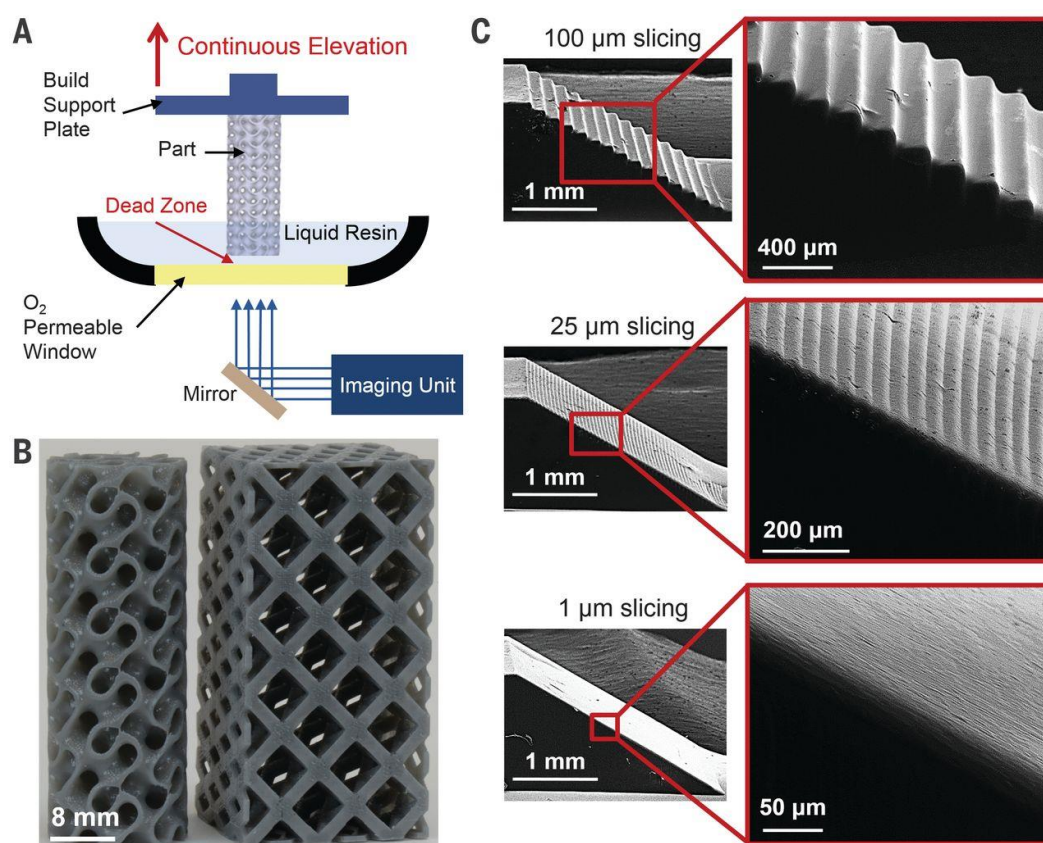 A
Continuous Elevation
Build
Support
Plate
Part
Dead Zone
Liquid Resin
O₂
Permeable
Window
Mirror
Imaging Unit
B
8 mm
C
100 µm slicing
1 mm
400 µm
25 µm slicing
1 mm
200 µm
1 µm slicing
1 mm
50 µm